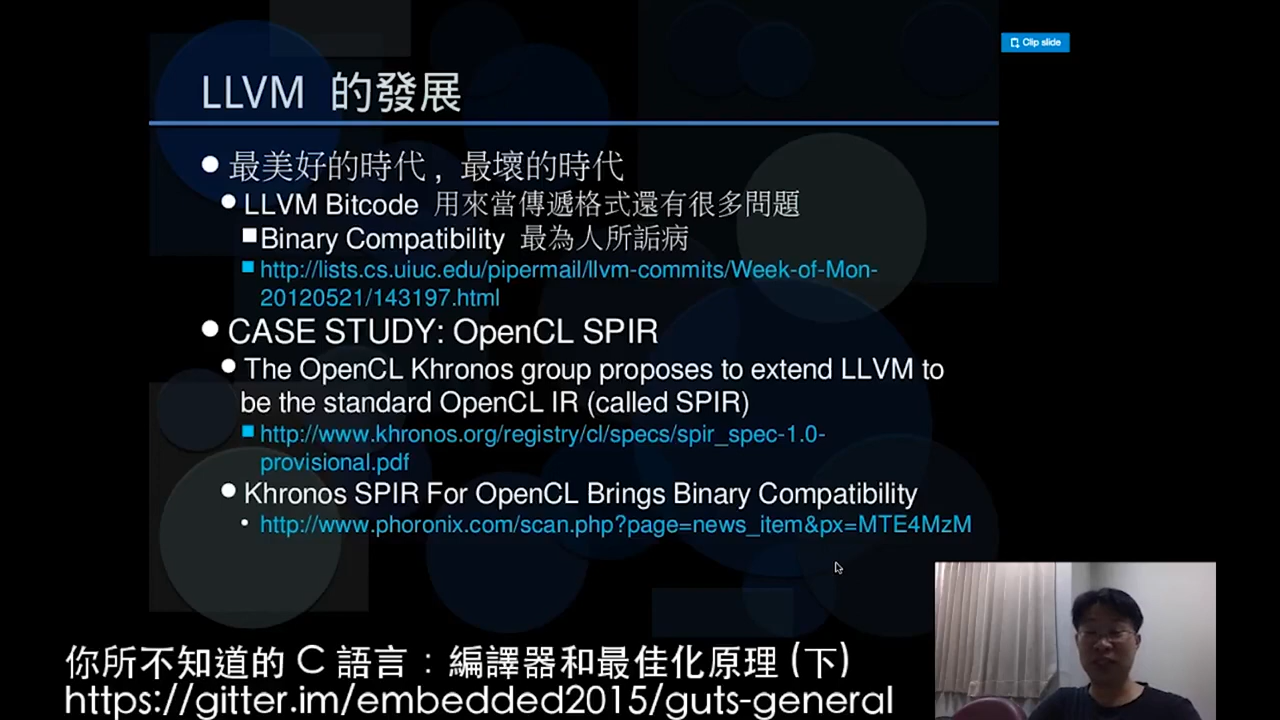 Clip slide
LLVM 的發展
最美好的時代, 最壞的時代
LLVM Bitcode 用來當傳遞格式還有很多問題
Binary Compatibility 最為人所詬病
http://lists.cs.uiuc.edu/pipermail/llvm-commits/Week-of-Mon-
20120521/143197.html
CASE STUDY: OpenCL SPIR
The OpenCL Khronos group proposes to extend LLVM to
be the standard OpenCL IR (called SPIR)
http://www.khronos.org/registry/cl/specs/spir_spec-1.0-
provisional.pdf
Khronos SPIR For OpenCL Brings Binary Compatibility
http://www.phoronix.com/scan.php?page=news_item&px=MTE4MzM
你所不知道的 C 語言：編譯器和最佳化原理 (下)
https://gitter.im/embedded2015/guts-general